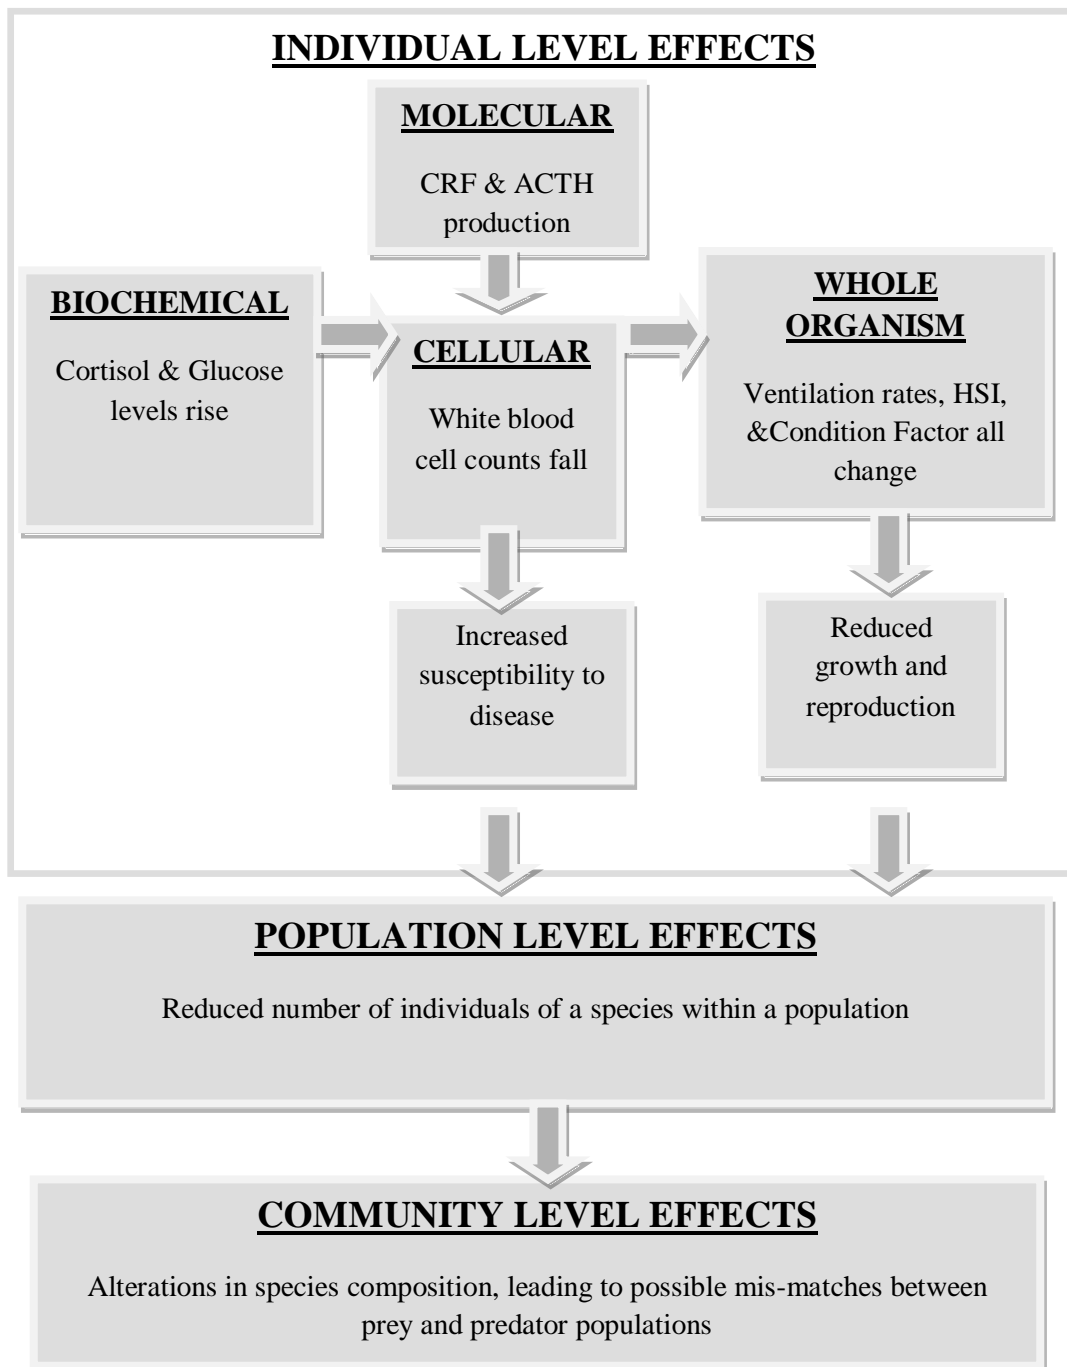 INDIVIDUAL LEVEL EFFECTS
MOLECULAR
CRF & ACTH
production
BIOCHEMICAL
Cortisol & Glucose
levels rise
CELLULAR
White blood
cell counts fall
WHOLE
ORGANISM
Ventilation rates, HSI,
&Condition Factor all
change
Increased
susceptibility to
disease
Reduced
growth and
reproduction
POPULATION LEVEL EFFECTS
Reduced number of individuals of a species within a population
COMMUNITY LEVEL EFFECTS
Alterations in species composition, leading to possible mis-matches between
prey and predator populations